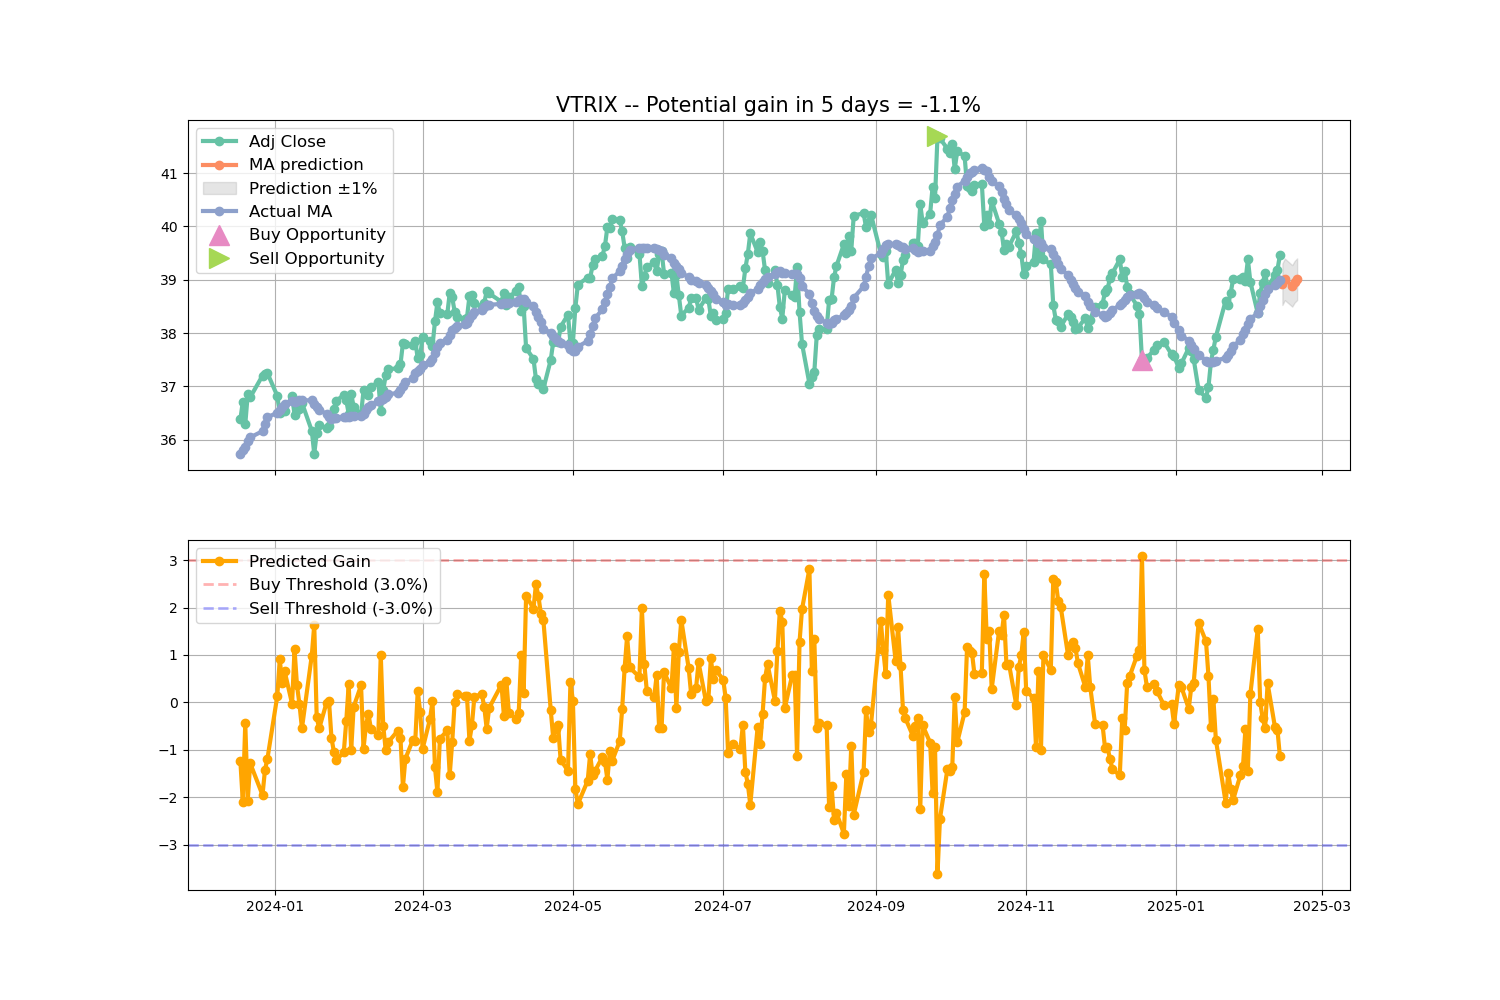 VTRIX -- Potential gain in 5 days = -1.1%
Adj Close
MA prediction
Prediction ±1%
Actual MA
Buy Opportunity
Sell Opportunity
41
40
39
38
37
36
Predicted Gain
Buy Threshold (3.0%)
Sell Threshold (-3.0%)
3
2
1
0
−1
−2
−3
2024-01 2024-03 2024-05 2024-07 2024-09 2024-11 2025-01 2025-03